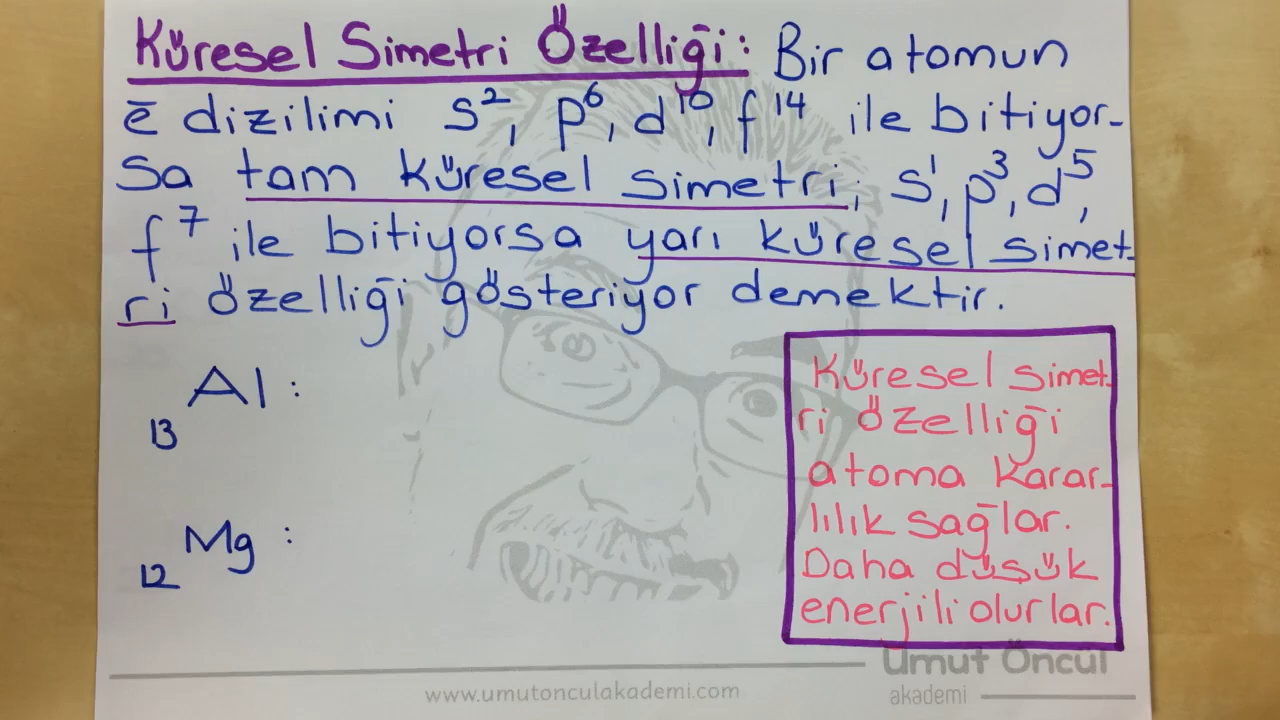 Küresel Simetri Özelliği: Bir atomun
ē dizilimi s², p⁶, d¹⁰, f¹⁴ ile bitiyor-
sa tam küresel simetri; s¹, p³, d⁵,
f⁷ ile bitiyorsa yarı küresel simet-
ri özelliği gösteriyor demektir.
₁₃Al :
₁₂Mg :
Küresel simet-
ri özelliği
atoma karar-
lılık sağlar.
Daha düşük
enerjili olurlar.
Umut Öncül
akademi
www.umutonculakademi.com